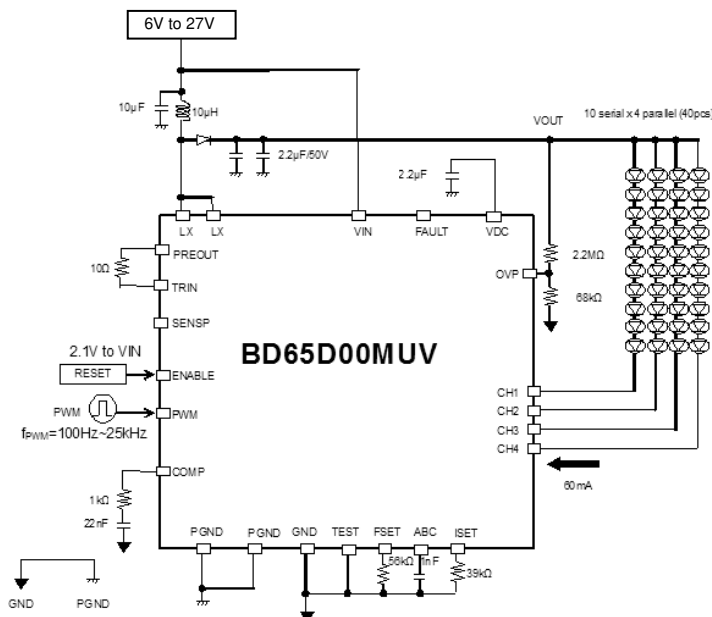 6V to 27V
10µF
10µH
2.2µF/50V
2.2µF
VOUT
10 serial x 4 parallel (40pcs)
LX
LX
VIN
FAULT
VDC
PREOUT
10Ω
TRIN
SENSP
OVP
2.2MΩ
68kΩ
BD65D00MUV
2.1V to VIN
RESET
ENABLE
PWM
PWM
fPWM=100Hz~25kHz
CH1
CH2
CH3
CH4
60mA
COMP
1kΩ
22nF
PGND
PGND
GND
TEST
FSET
ABC
ISET
56kΩ
1nF
39kΩ
GND
PGND